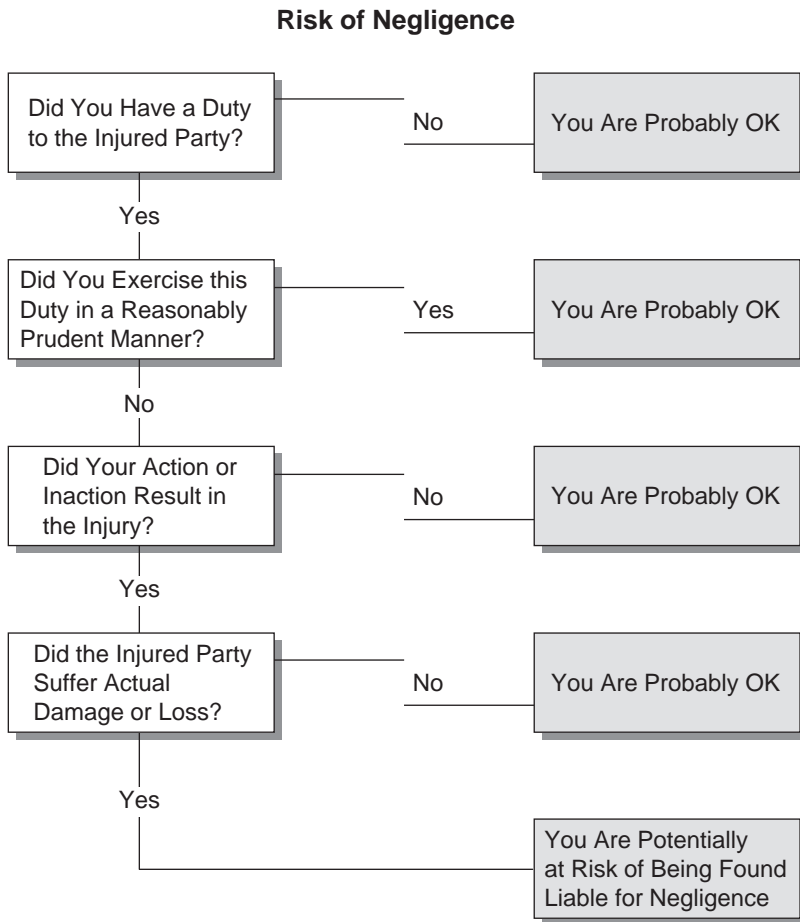 Risk of Negligence
Did You Have a Duty
to the Injured Party?
No
You Are Probably OK
Yes
Did You Exercise this
Duty in a Reasonably
Prudent Manner?
Yes
You Are Probably OK
No
Did Your Action or
Inaction Result in
the Injury?
No
You Are Probably OK
Yes
Did the Injured Party
Suffer Actual
Damage or Loss?
No
You Are Probably OK
Yes
You Are Potentially
at Risk of Being Found
Liable for Negligence